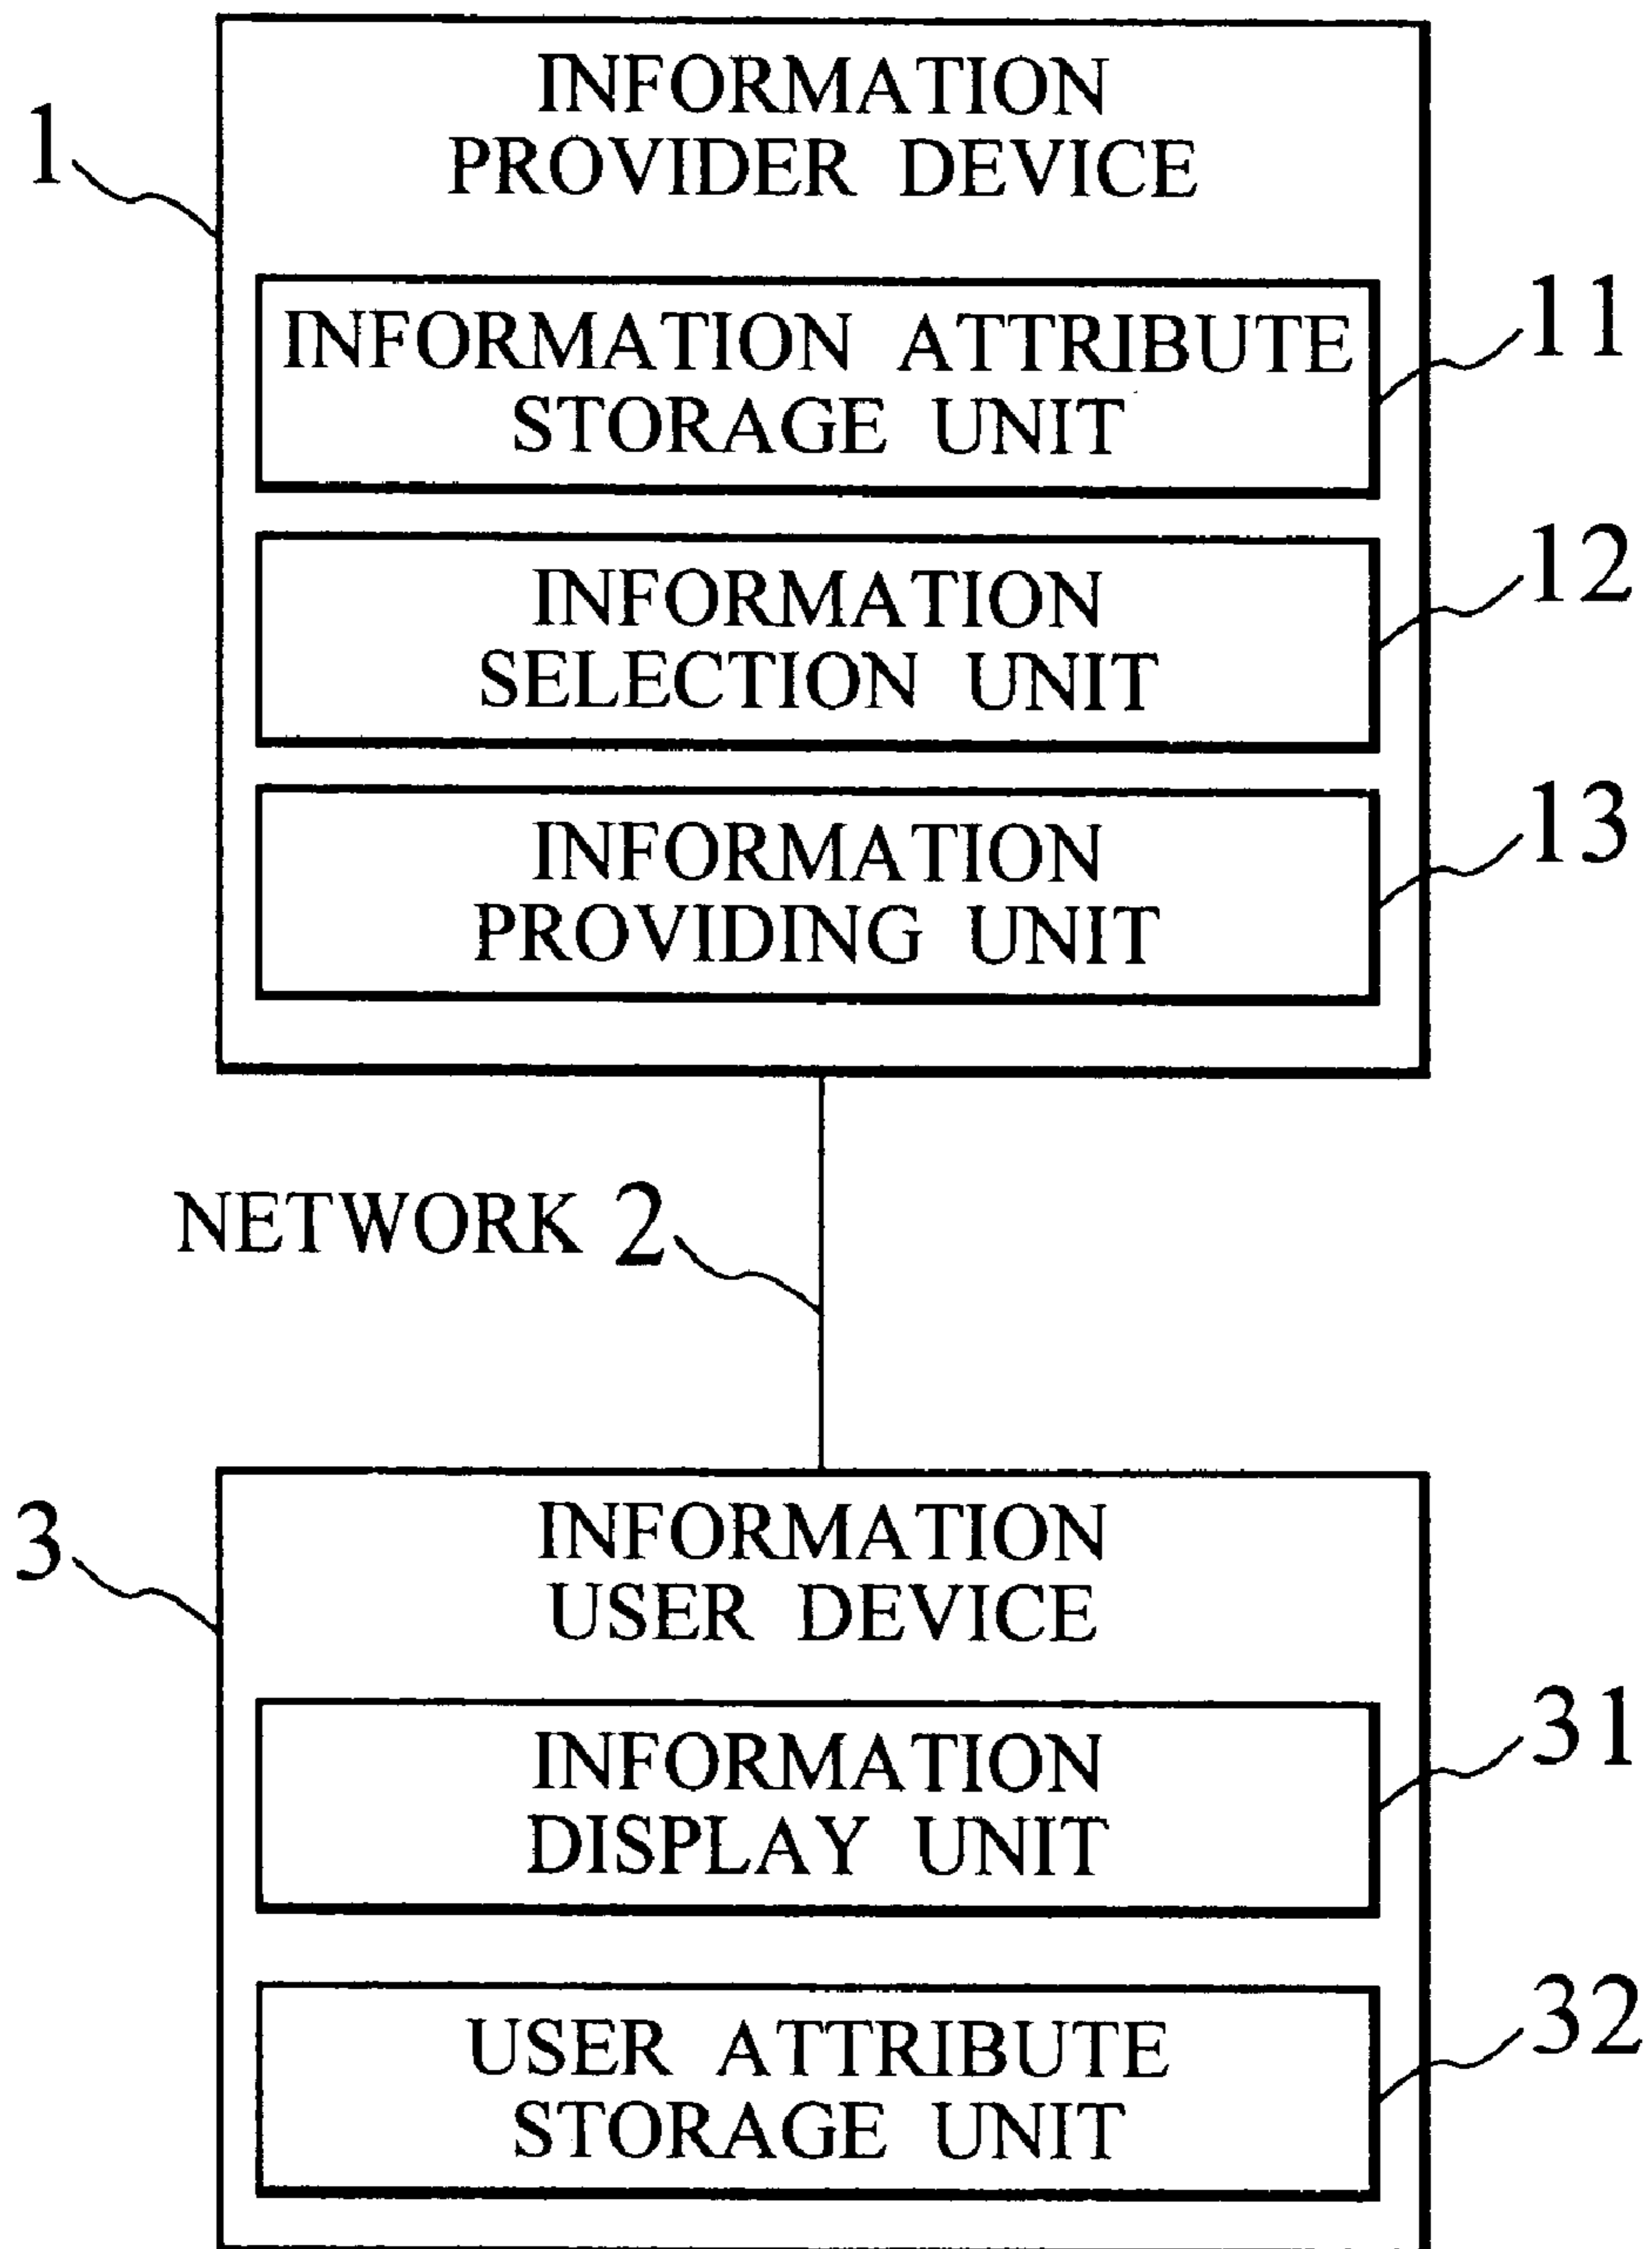 INFORMATION
PROVIDER DEVICE
1
INFORMATION ATTRIBUTE
STORAGE UNIT
11
INFORMATION
SELECTION UNIT
12
INFORMATION
PROVIDING UNIT
13
NETWORK 2
INFORMATION
USER DEVICE
3
INFORMATION
DISPLAY UNIT
31
USER ATTRIBUTE
STORAGE UNIT
32